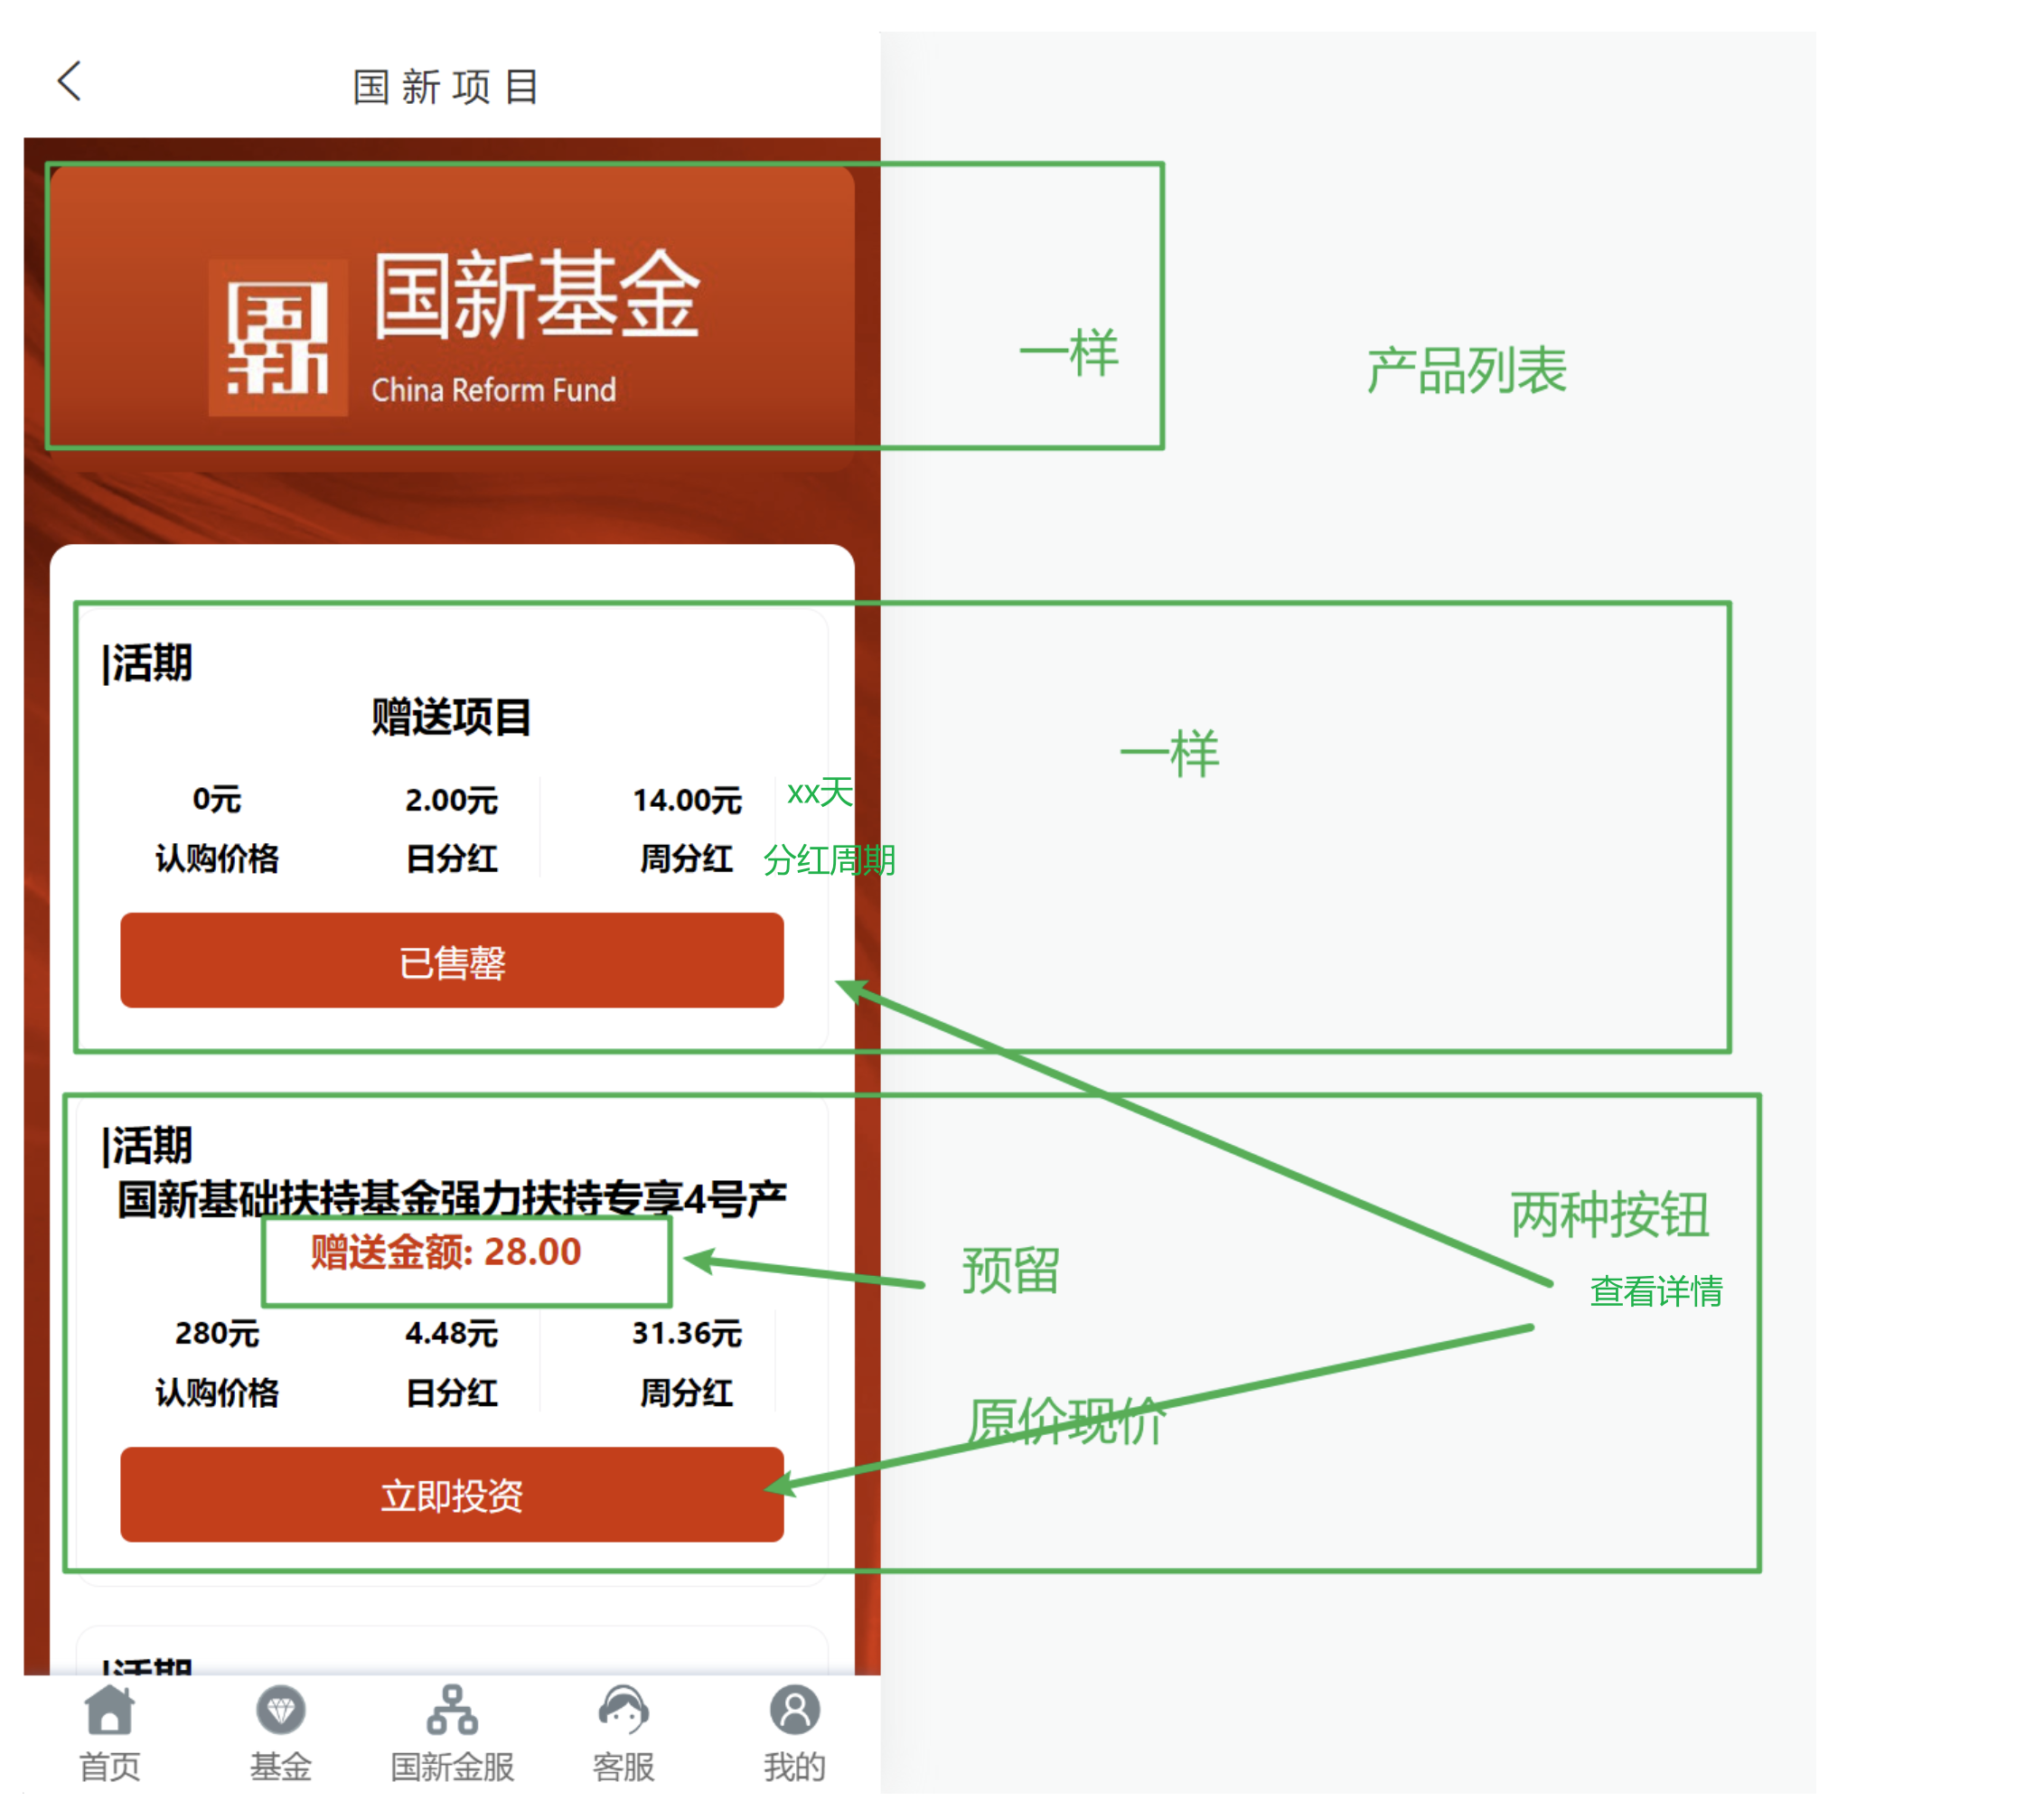 国新项目
国新
国新基金
China Reform Fund
一样
产品列表
|活期
赠送项目
一样
0元 2.00元 14.00元 xx天
认购价格 日分红 周分红 分红周期
已售罄
|活期
国新基础扶持基金强力扶持专享4号产
两种按钮
赠送金额: 28.00
预留
查看详情
280元 4.48元 31.36元
认购价格 日分红 周分红
原价现价
立即投资
|活期
首页 基金 国新金服 客服 我的